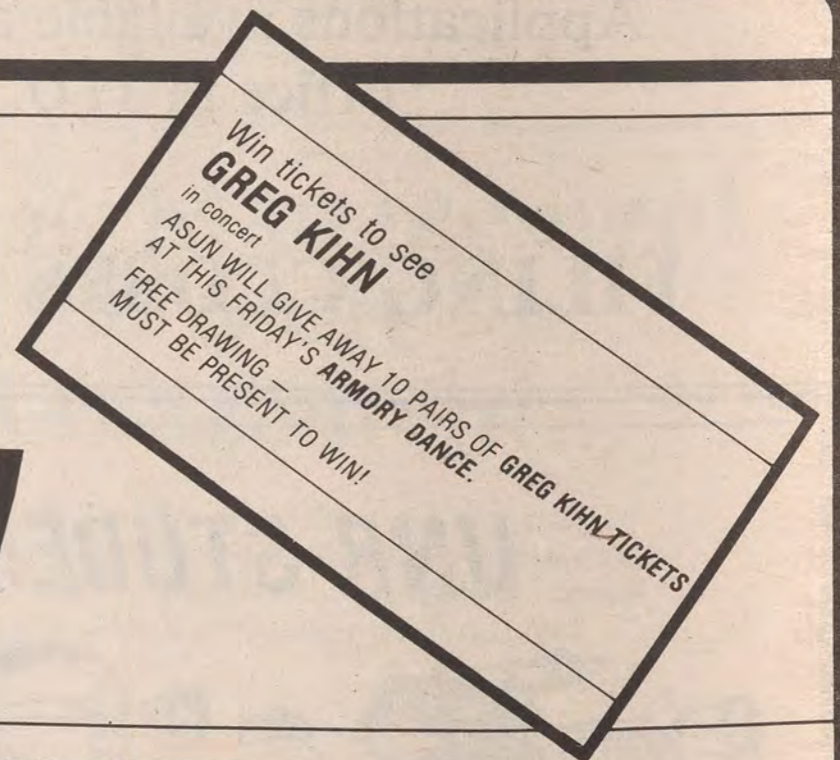 Win tickets to see
GREG KIHN
in concert
ASUN WILL GIVE AWAY 10 PAIRS OF GREG KIHN TICKETS
AT THIS FRIDAY'S ARMORY DANCE.
FREE DRAWING —
MUST BE PRESENT TO WIN!